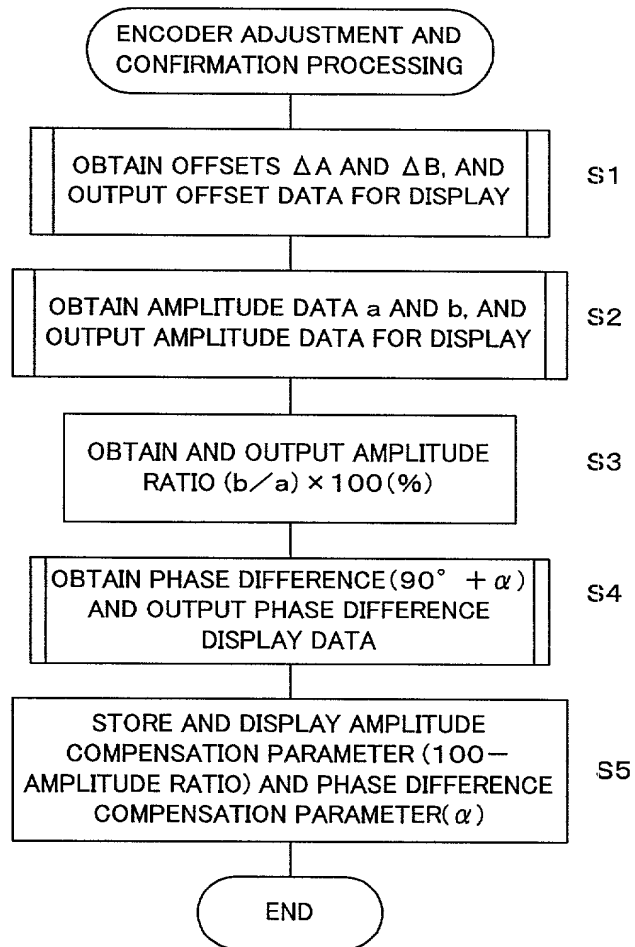 ENCODER ADJUSTMENT AND
CONFIRMATION PROCESSING
OBTAIN OFFSETS ΔA AND ΔB, AND
OUTPUT OFFSET DATA FOR DISPLAY
S1
OBTAIN AMPLITUDE DATA a AND b, AND
OUTPUT AMPLITUDE DATA FOR DISPLAY
S2
OBTAIN AND OUTPUT AMPLITUDE
RATIO (b/a) × 100(%)
S3
OBTAIN PHASE DIFFERENCE(90° + α)
AND OUTPUT PHASE DIFFERENCE
DISPLAY DATA
S4
STORE AND DISPLAY AMPLITUDE
COMPENSATION PARAMETER (100−
AMPLITUDE RATIO) AND PHASE DIFFERENCE
COMPENSATION PARAMETER(α)
S5
END